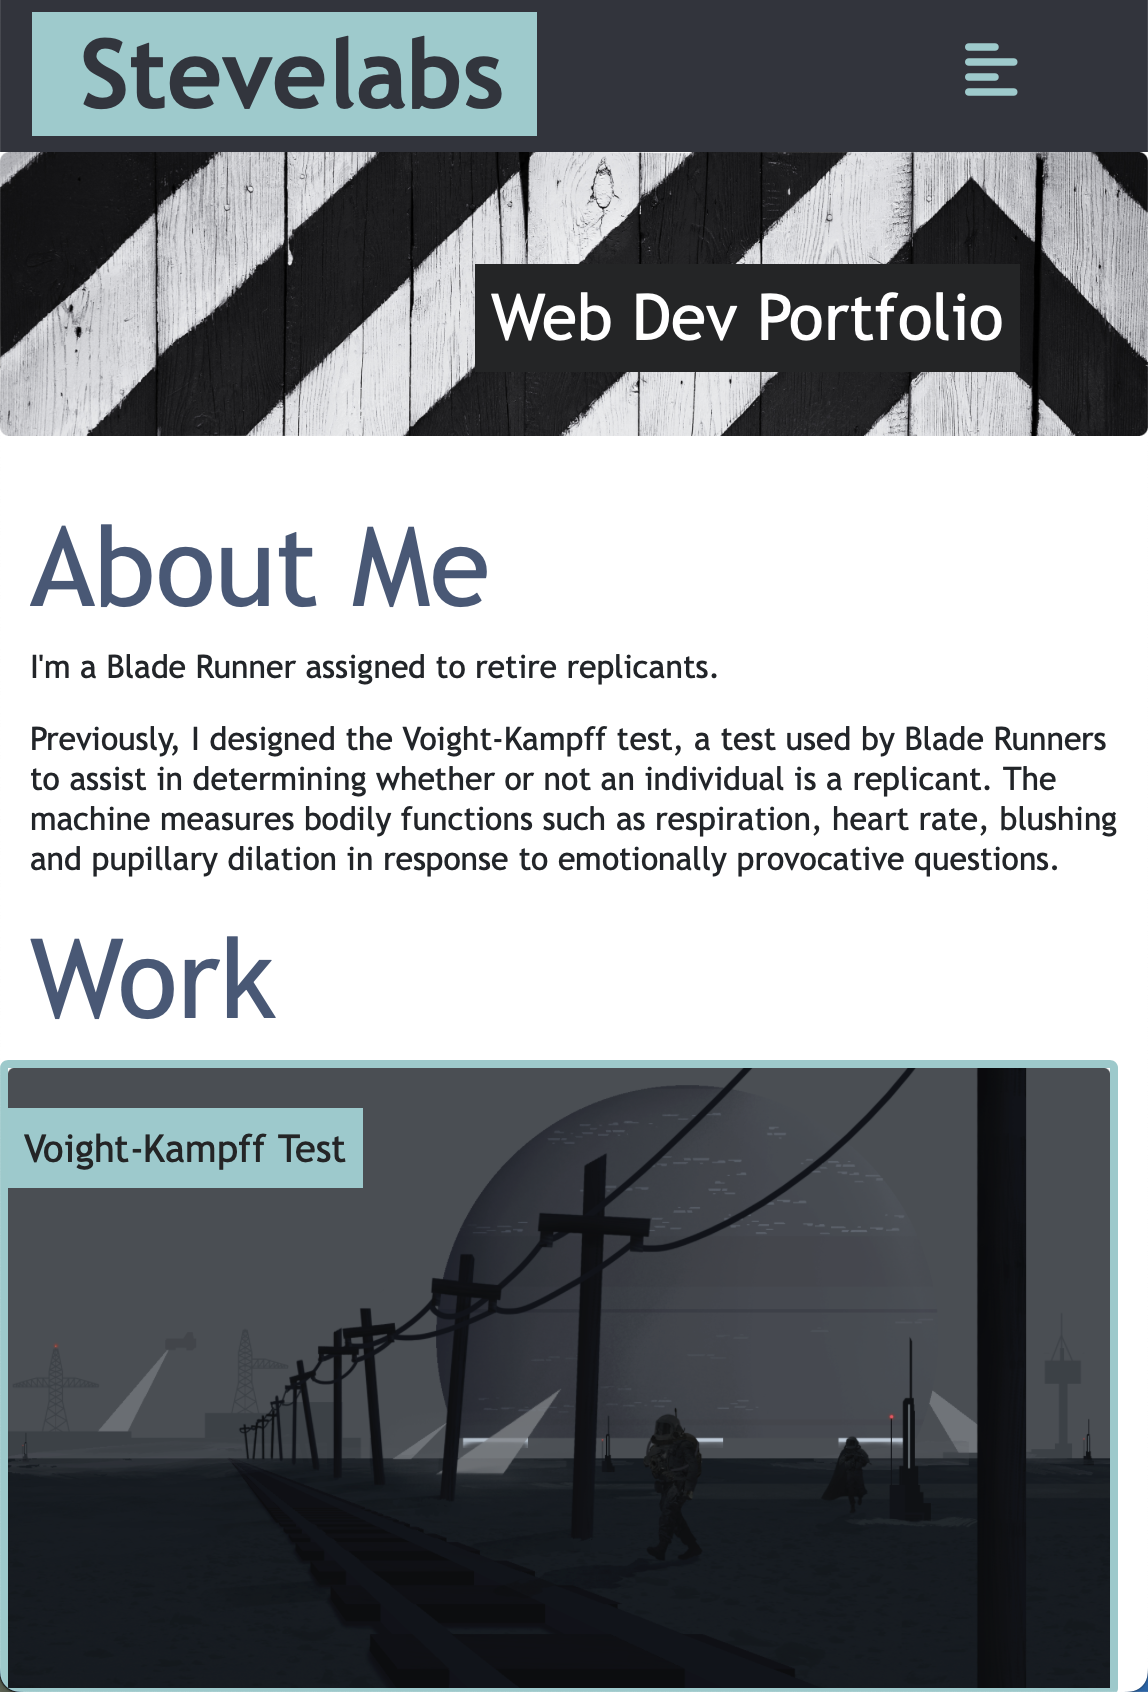 Stevelabs
Web Dev Portfolio
About Me
I'm a Blade Runner assigned to retire replicants.
Previously, I designed the Voight-Kampff test, a test used by Blade Runners
to assist in determining whether or not an individual is a replicant. The
machine measures bodily functions such as respiration, heart rate, blushing
and pupillary dilation in response to emotionally provocative questions.
Work
Voight-Kampff Test